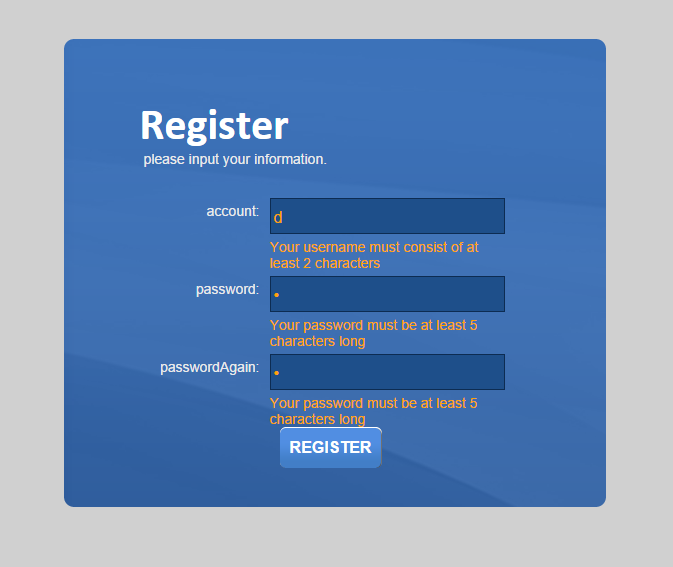 Register
please input your information.
account:
d
Your username must consist of at
least 2 characters
password:
•
Your password must be at least 5
characters long
passwordAgain:
•
Your password must be at least 5
characters long
REGISTER